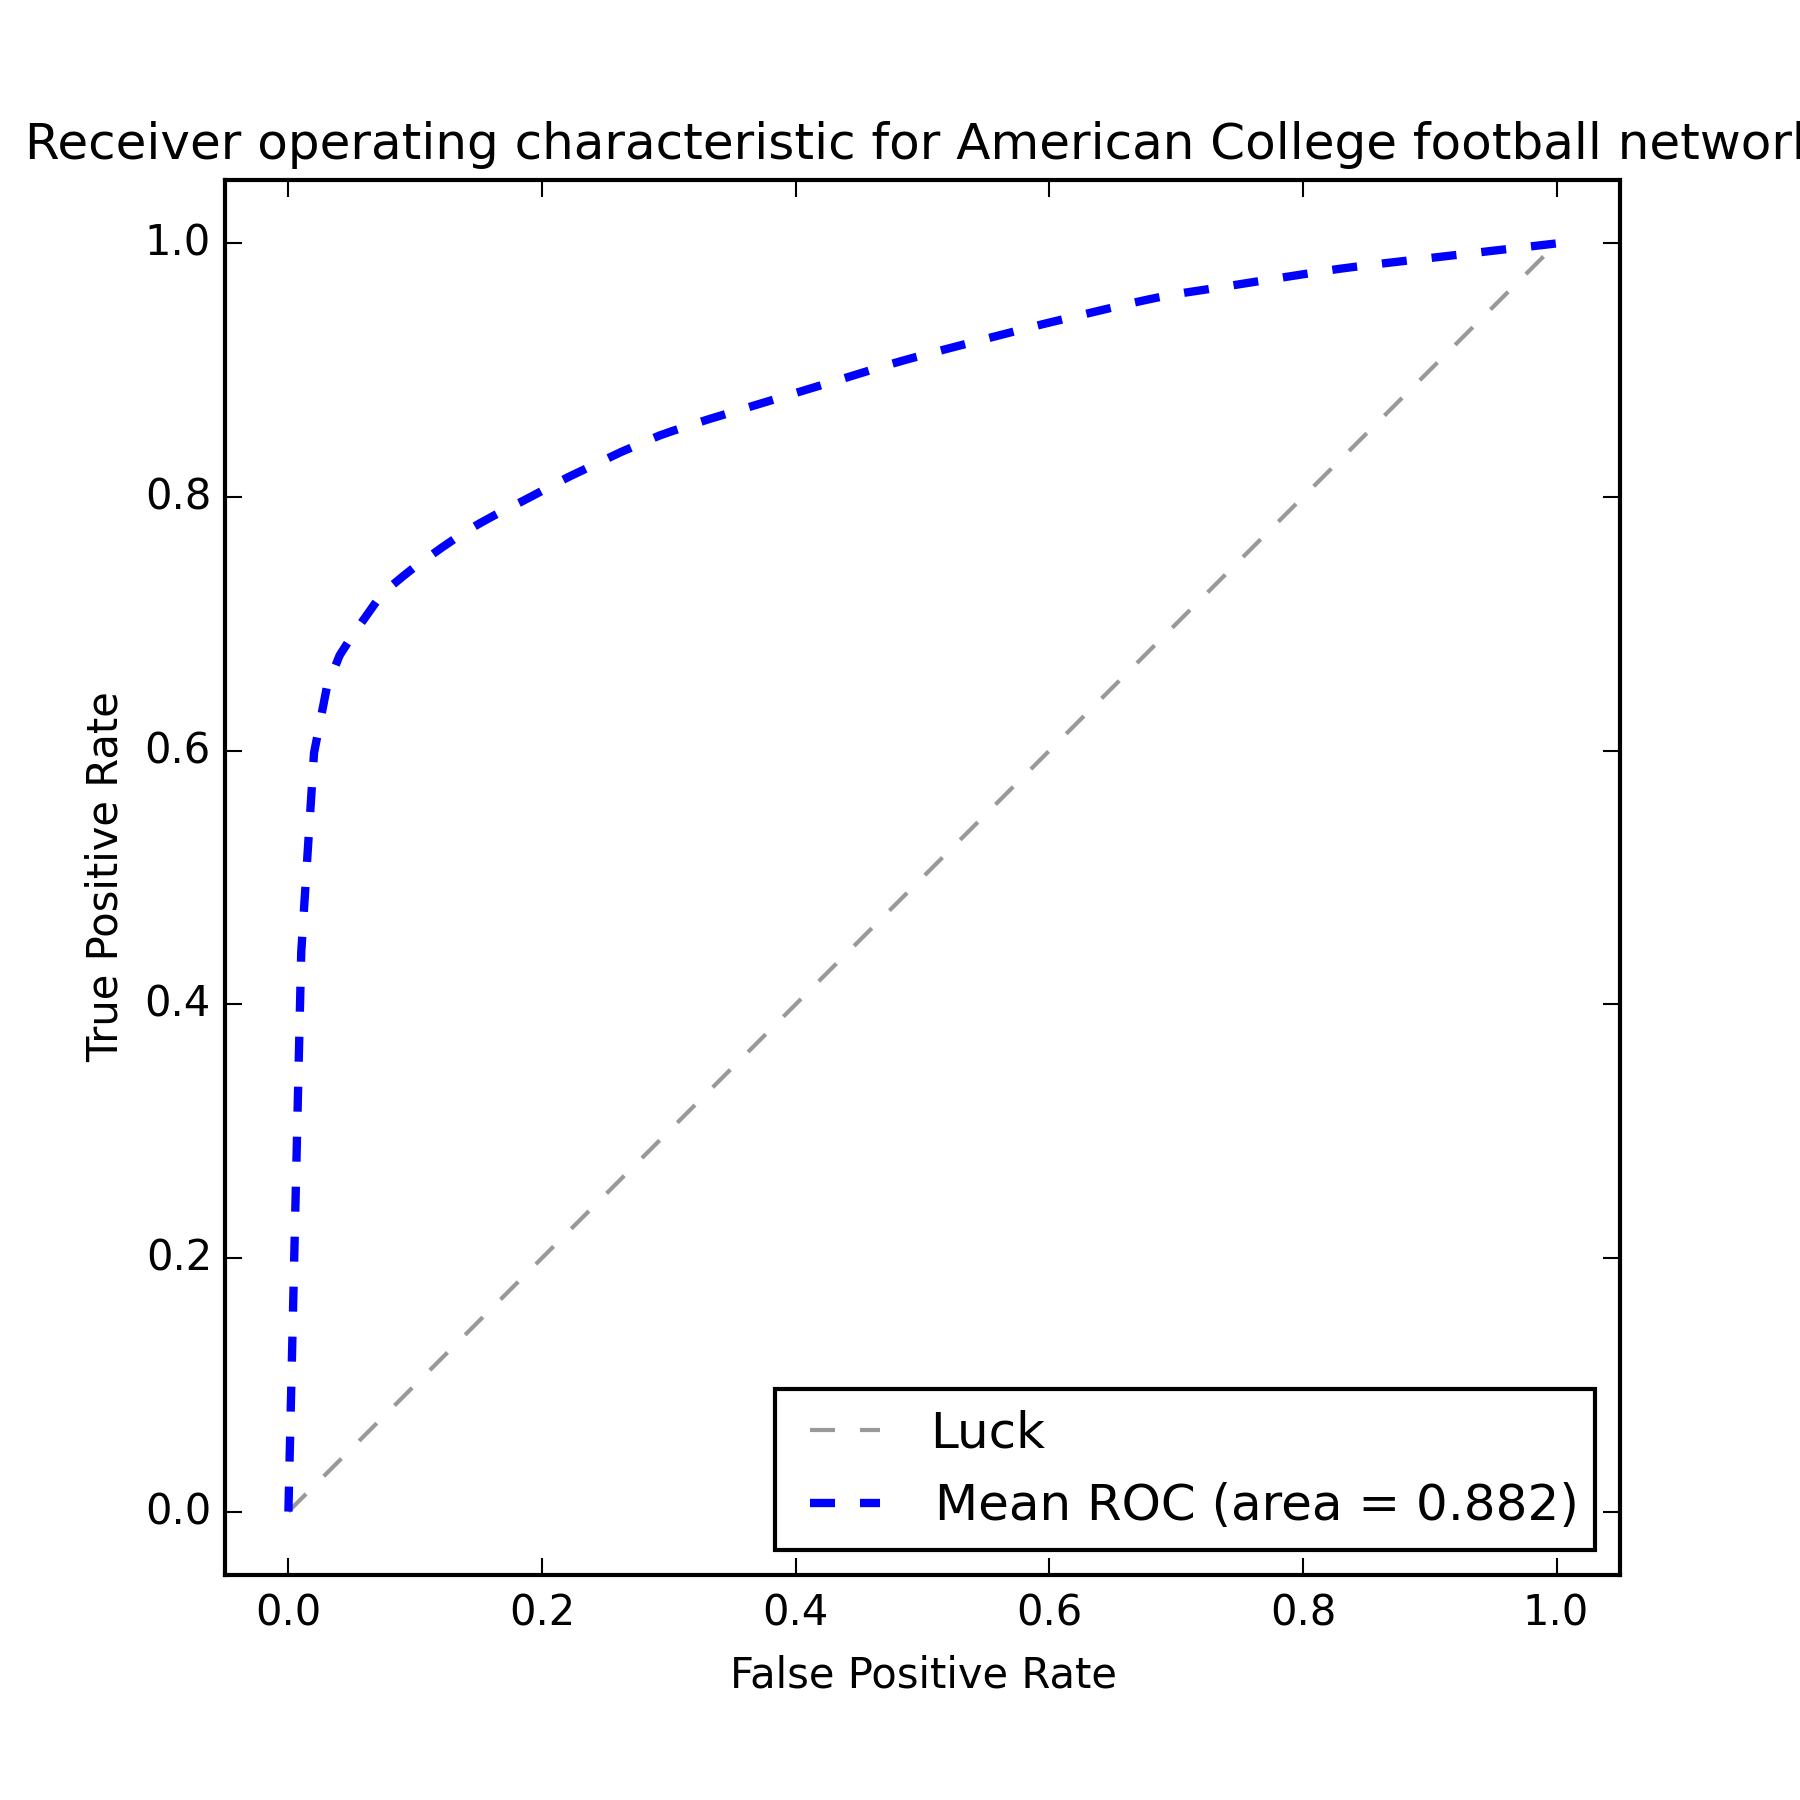 Receiver operating characteristic for American College football networ
1.0
0.8
0.6
0.4
0.2
0.0
True Positive Rate
Luck
Mean ROC (area = 0.882)
0.0 0.2 0.4 0.6 0.8 1.0
False Positive Rate